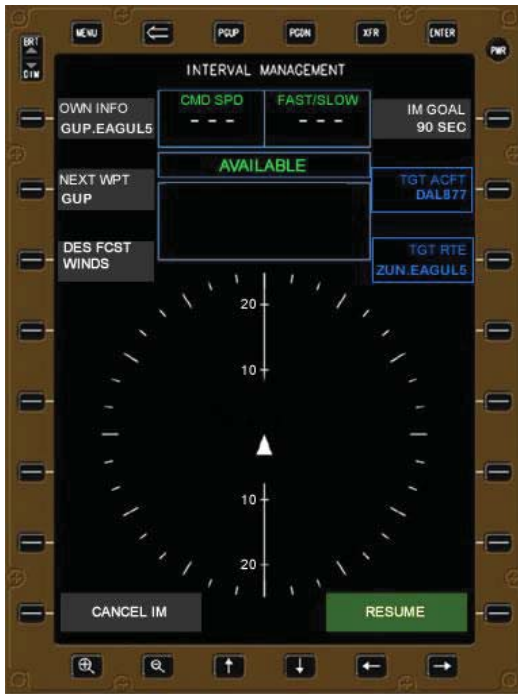 MENU
PGUP
PGDN
XFR
ENTER
BRT
DIM
PWR
INTERVAL MANAGEMENT
OWN INFO
GUP.EAGUL5
CMD SPD
- - -
FAST/SLOW
- - -
IM GOAL
90 SEC
AVAILABLE
NEXT WPT
GUP
TGT ACFT
DAL877
DES FCST
WINDS
TGT RTE
ZUN.EAGUL5
20
10
10
20
CANCEL IM
RESUME